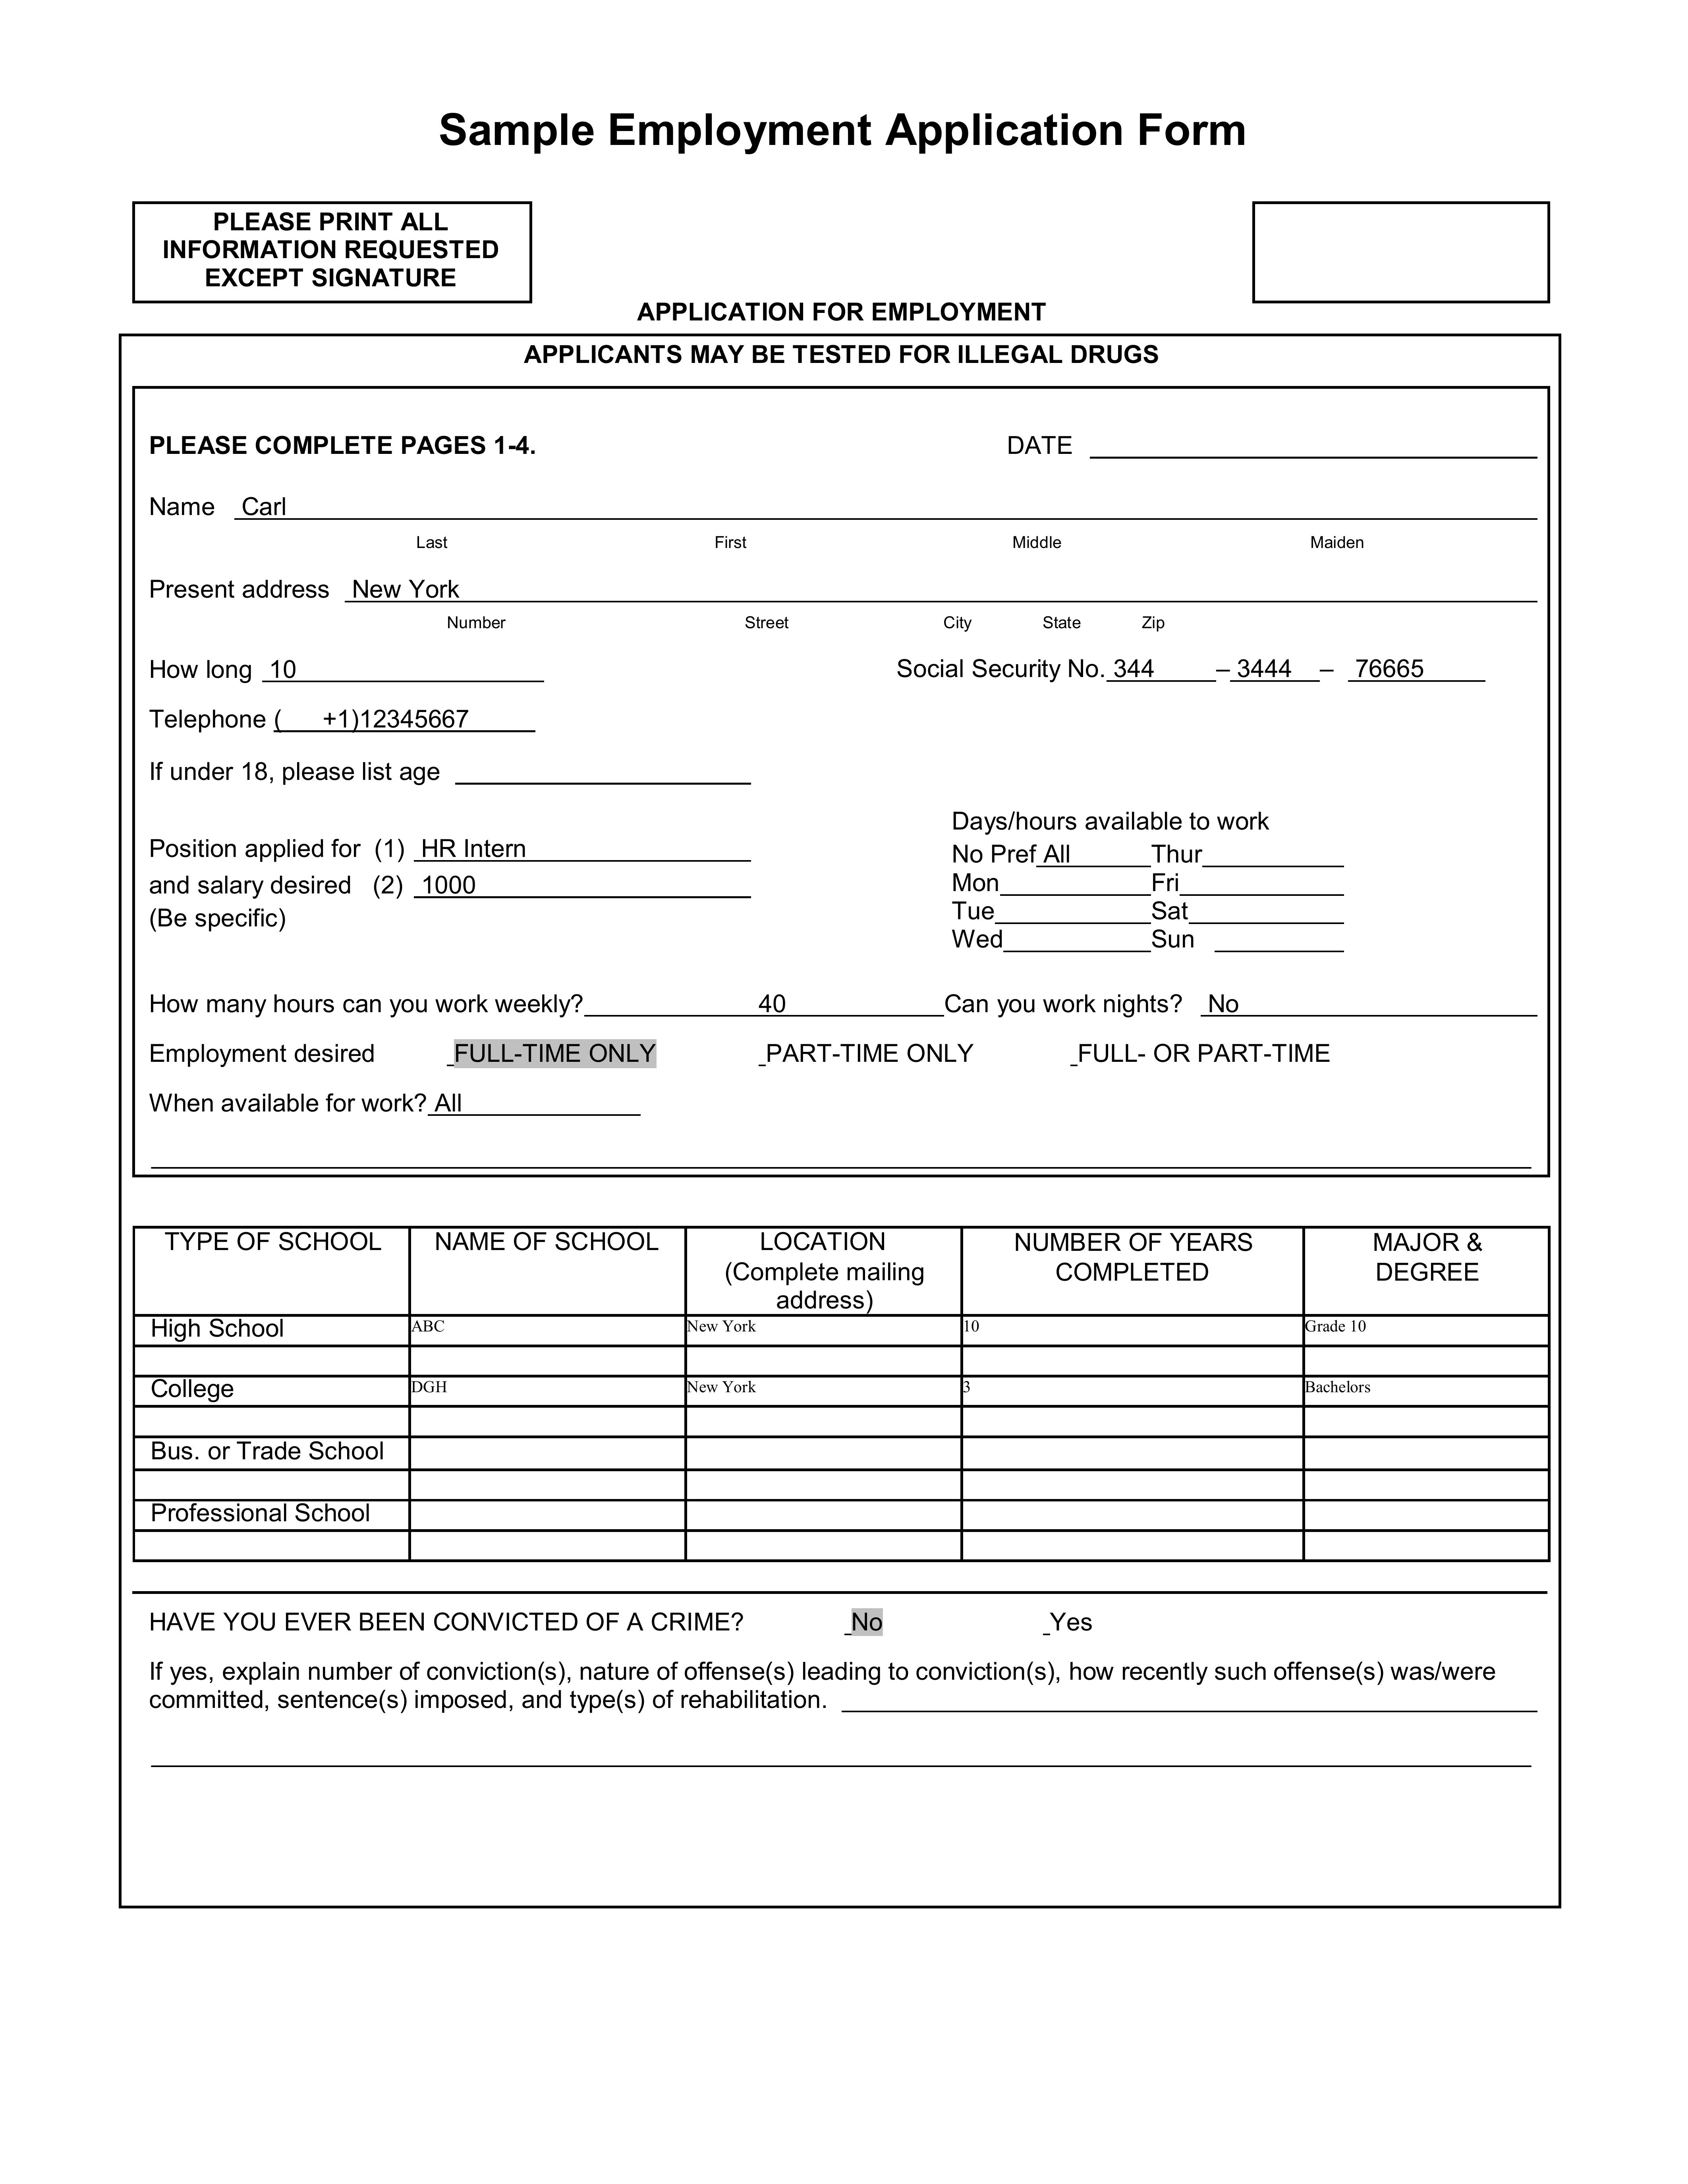 Sample Employment Application Form
PLEASE PRINT ALL
INFORMATION REQUESTED
EXCEPT SIGNATURE
APPLICATION FOR EMPLOYMENT
APPLICANTS MAY BE TESTED FOR ILLEGAL DRUGS
PLEASE COMPLETE PAGES 1-4. DATE
Name Carl
Last First Middle Maiden
Present address New York
Number Street City State Zip
How long 10 Social Security No. 344 – 3444 – 76665
Telephone ( +1)12345667
If under 18, please list age
Days/hours available to work
Position applied for (1) HR Intern
No Pref All Thur
and salary desired (2) 1000
Mon Fri
(Be specific)
Tue Sat
Wed Sun
How many hours can you work weekly? 40 Can you work nights? No
Employment desired _FULL-TIME ONLY _PART-TIME ONLY _FULL- OR PART-TIME
When available for work? All
TYPE OF SCHOOL NAME OF SCHOOL LOCATION NUMBER OF YEARS MAJOR &
(Complete mailing COMPLETED DEGREE
address)
High School ABC New York 10 Grade 10
College DGH New York 3 Bachelors
Bus. or Trade School
Professional School
HAVE YOU EVER BEEN CONVICTED OF A CRIME? _No _Yes
If yes, explain number of conviction(s), nature of offense(s) leading to conviction(s), how recently such offense(s) was/were
committed, sentence(s) imposed, and type(s) of rehabilitation.